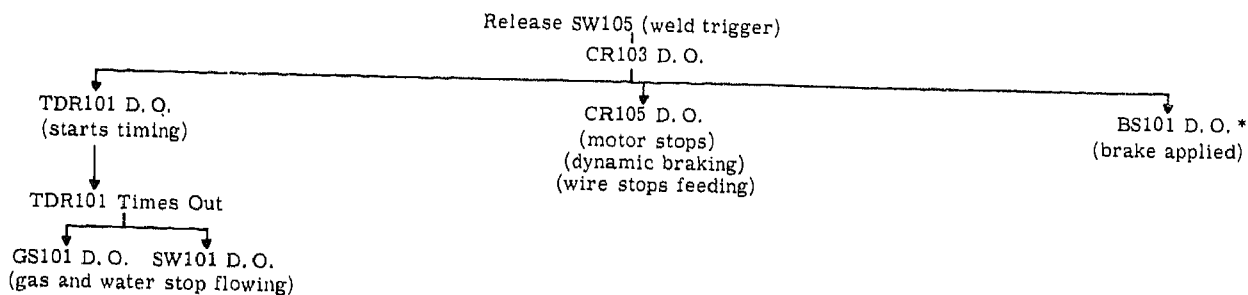 Release SW105 (weld trigger)
CR103 D. O.
TDR101 D. O.
(starts timing)
CR105 D. O.
(motor stops)
(dynamic braking)
(wire stops feeding)
BS101 D. O. *
(brake applied)
TDR101 Times Out
GS101 D. O. SW101 D. O.
(gas and water stop flowing)